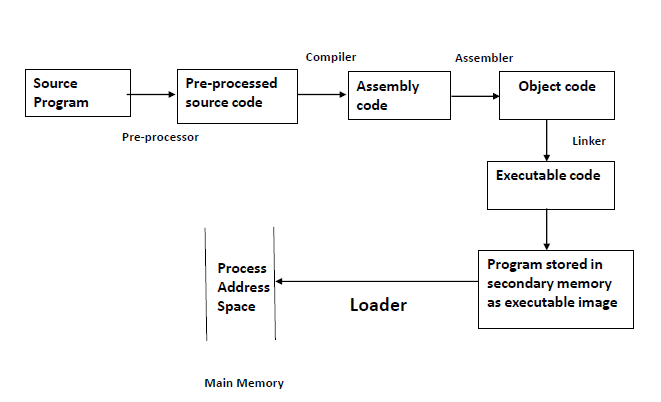 Compiler
Assembler
Source
Program
Pre-processed
source code
Assembly
code
Object code
Pre-processor
Linker
Executable code
Process
Address
Space
Program stored in
secondary memory
as executable image
Loader
Main Memory